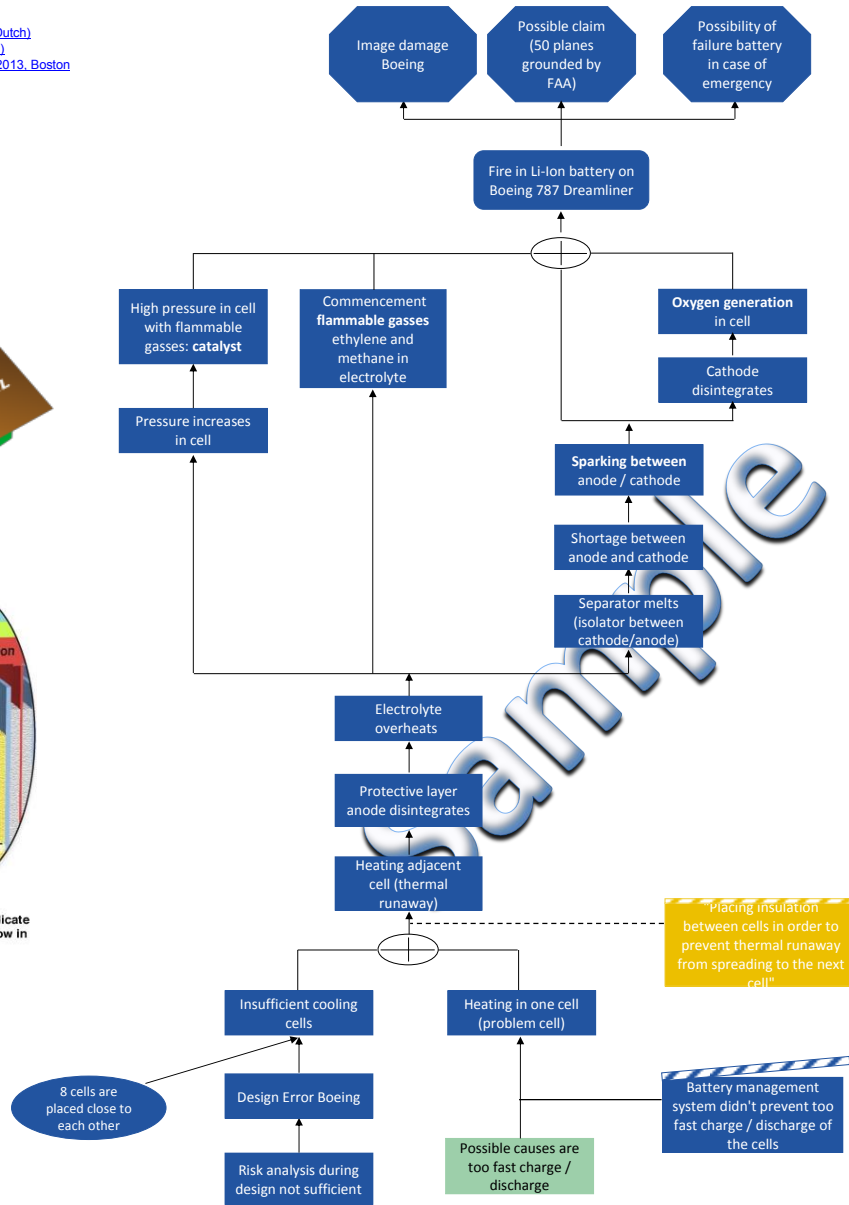 Dutch)
)
2013, Boston
Image damage
Boeing
Possible claim
(50 planes
grounded by
FAA)
Possibility of
failure battery
in case of
emergency
Fire in Li-Ion battery on
Boeing 787 Dreamliner
High pressure in cell
with flammable
gasses: catalyst
Commencement
flammable gasses
ethylene and
methane in
electrolyte
Oxygen generation
in cell
Cathode
disintegrates
Pressure increases
in cell
Sparking between
anode / cathode
Shortage between
anode and cathode
Separator melts
(isolator between
cathode/anode)
Sample
Electrolyte
overheats
Protective layer
anode disintegrates
Heating adjacent
cell (thermal
runaway)
"Placing insulation
between cells in order to
prevent thermal runaway
from spreading to the next
cell"
Insufficient cooling
cells
Heating in one cell
(problem cell)
8 cells are
placed close to
each other
Design Error Boeing
Battery management
system didn't prevent too
fast charge / discharge of
the cells
Possible causes are
too fast charge /
discharge
Risk analysis during
design not sufficient